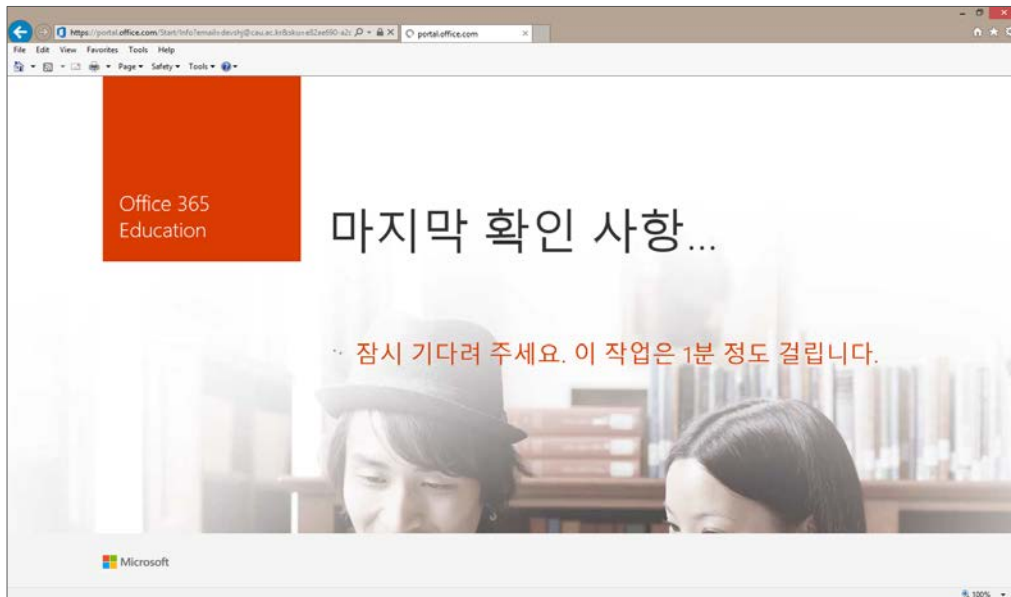 portal.office.com
File Edit View Favorites Tools Help
Page Safety Tools
Office 365
Education
마지막 확인 사항...
잠시 기다려 주세요. 이 작업은 1분 정도 걸립니다.
Microsoft
100%